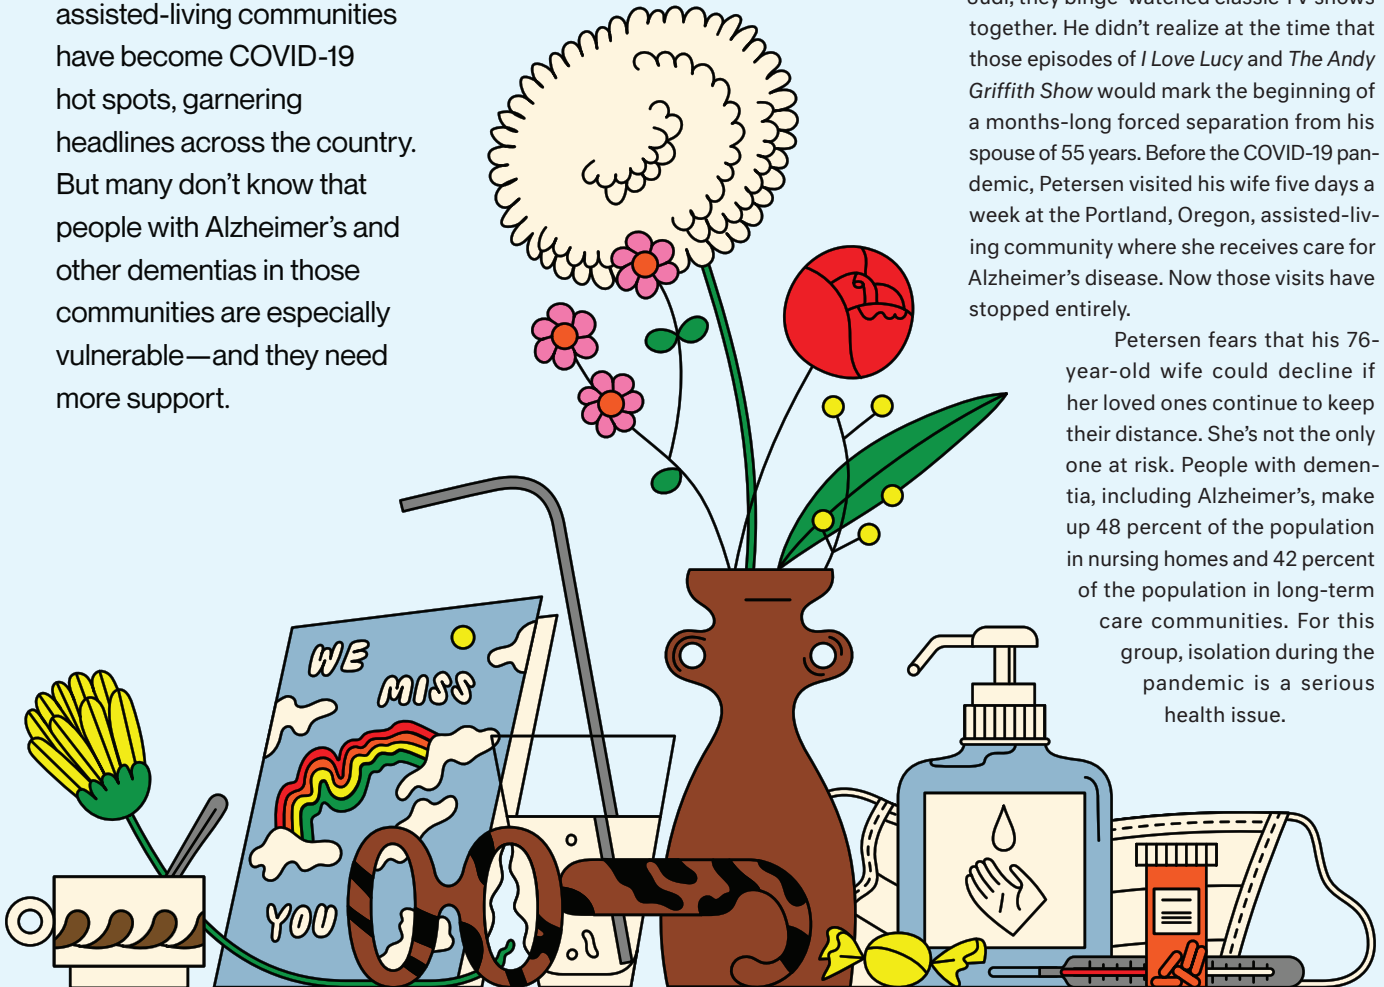 assisted-living communities
have become COVID-19
hot spots, garnering
headlines across the country.
But many don’t know that
people with Alzheimer’s and
other dementias in those
communities are especially
vulnerable—and they need
more support.
Judi, they binge-watched classic TV shows
together. He didn’t realize at the time that
those episodes of I Love Lucy and The Andy
Griffith Show would mark the beginning of
a months-long forced separation from his
spouse of 55 years. Before the COVID-19 pan-
demic, Petersen visited his wife five days a
week at the Portland, Oregon, assisted-liv-
ing community where she receives care for
Alzheimer’s disease. Now those visits have
stopped entirely.
Petersen fears that his 76-
year-old wife could decline if
her loved ones continue to keep
their distance. She’s not the only
one at risk. People with demen-
tia, including Alzheimer’s, make
up 48 percent of the population
in nursing homes and 42 percent
of the population in long-term
care communities. For this
group, isolation during the
pandemic is a serious
health issue.
WE
MISS
YOU